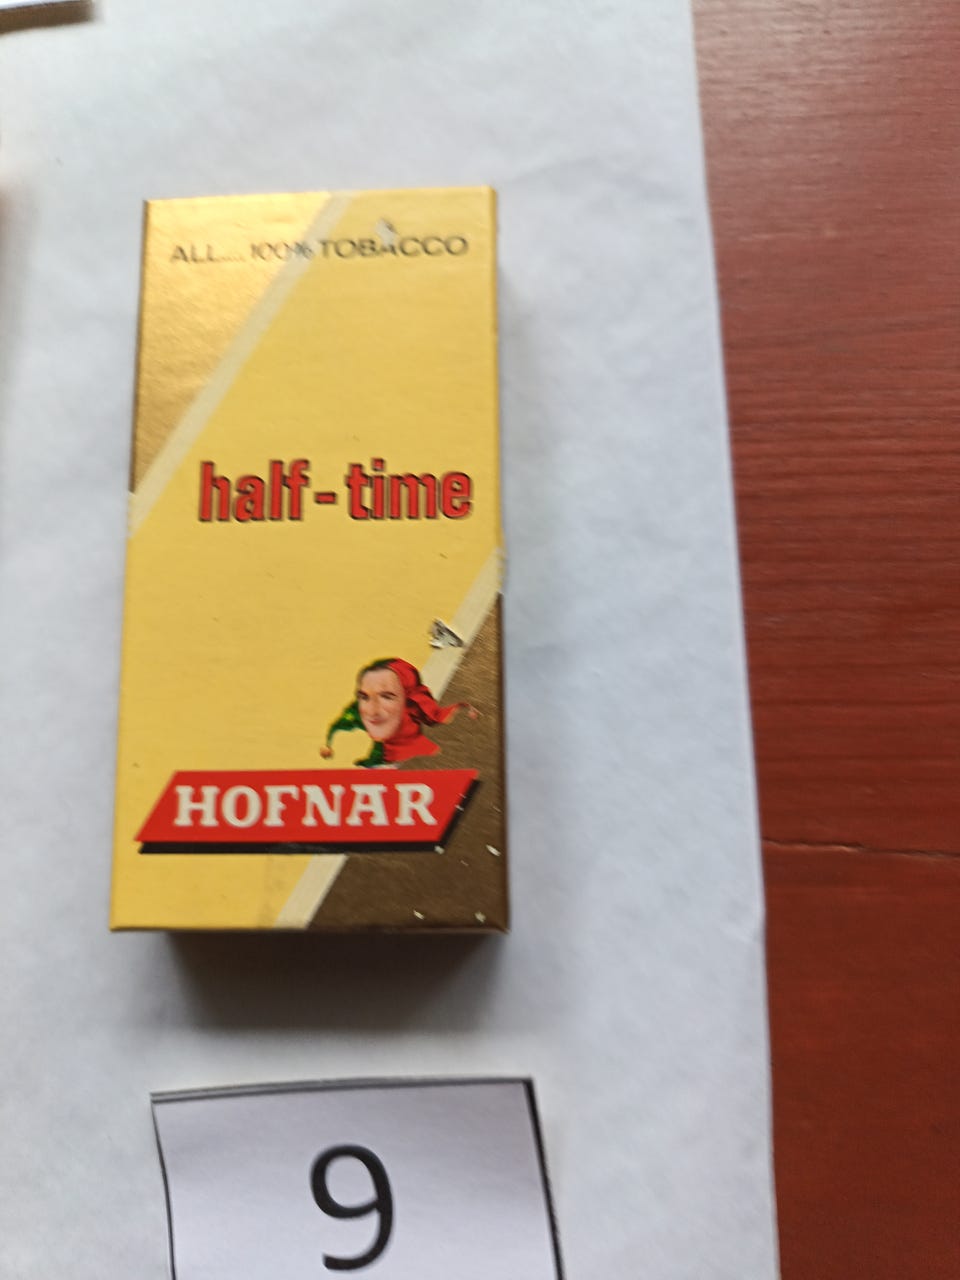 ALL.... 100% TOBACCO
half-time
HOFNAR
9